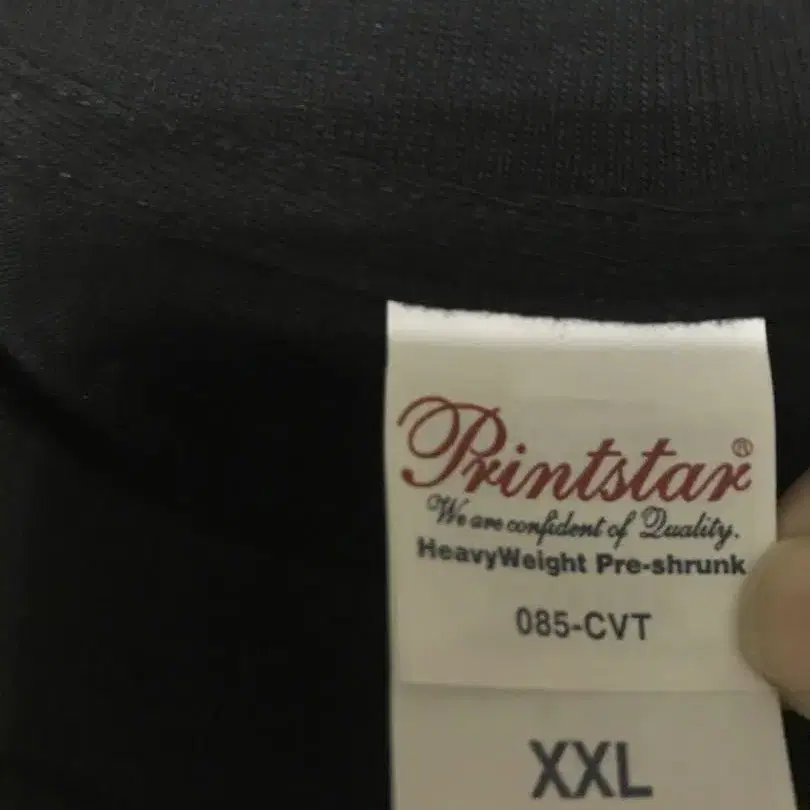 Printstar®
We are confident of Quality.
HeavyWeight Pre-shrunk
085-CVT
XXL